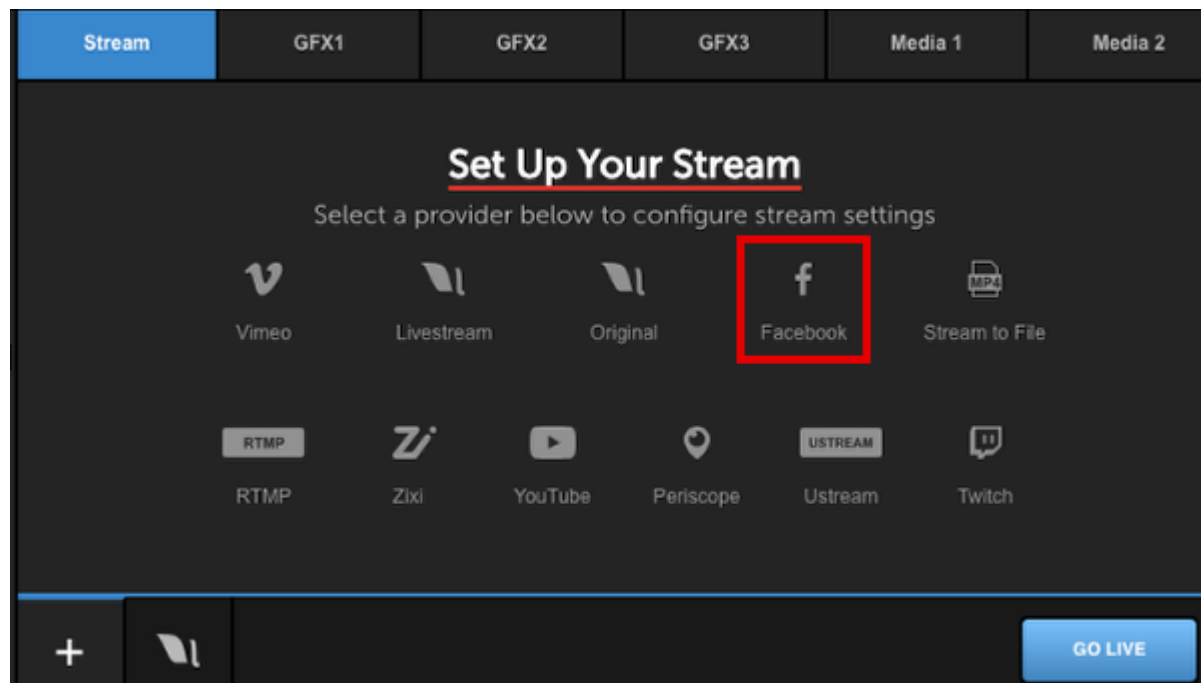 Stream GFX1 GFX2 GFX3 Media 1 Media 2
Set Up Your Stream
Select a provider below to configure stream settings
MP4
Vimeo Livestream Original Facebook Stream to File
RTMP USTREAM
RTMP Zixi YouTube Periscope Ustream Twitch
+ GO LIVE